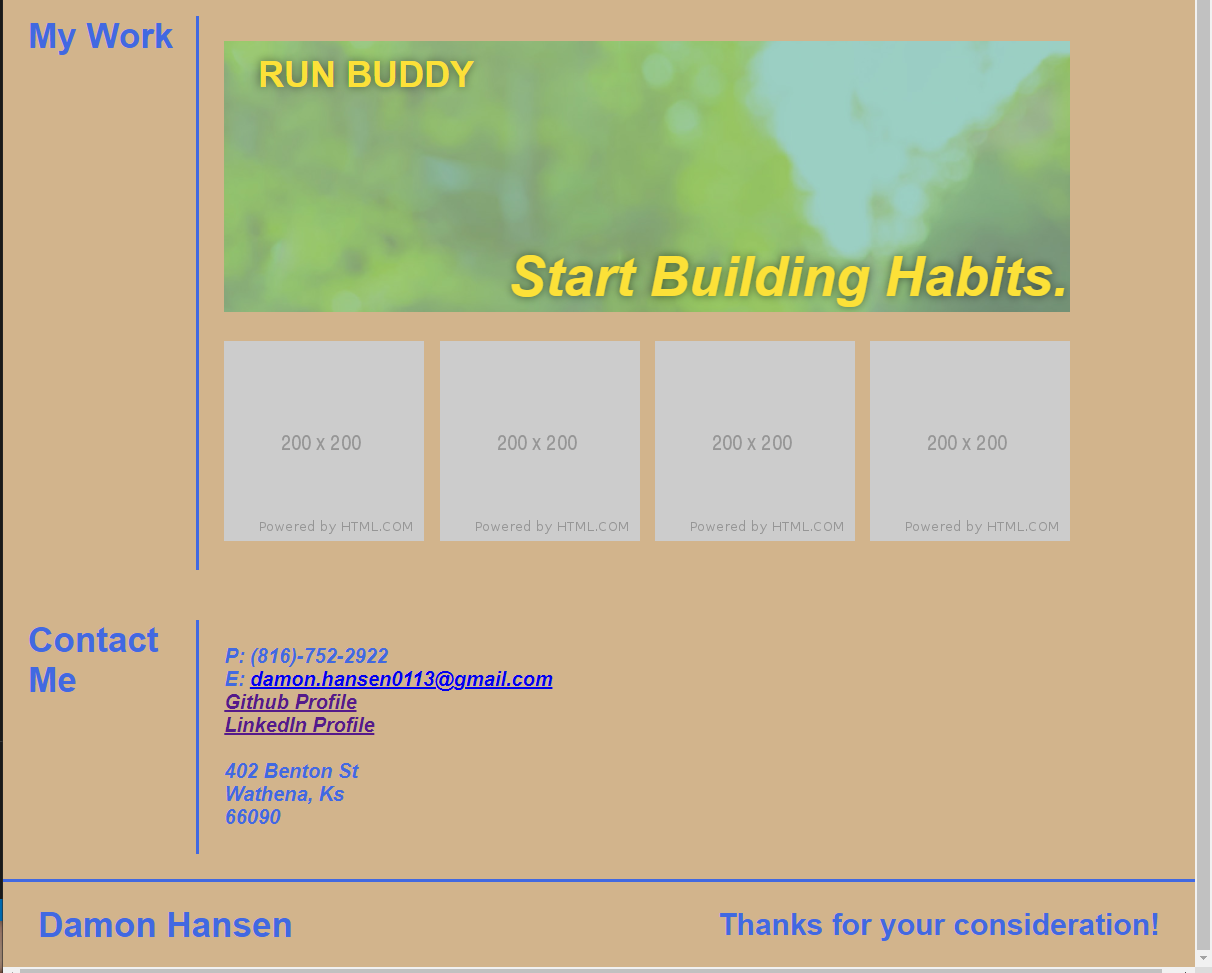 My Work
RUN BUDDY
Start Building Habits.
200 x 200
Powered by HTML.COM
200 x 200
Powered by HTML.COM
200 x 200
Powered by HTML.COM
200 x 200
Powered by HTML.COM
Contact
Me
P: (816)-752-2922
E: damon.hansen0113@gmail.com
Github Profile
LinkedIn Profile
402 Benton St
Wathena, Ks
66090
Damon Hansen
Thanks for your consideration!